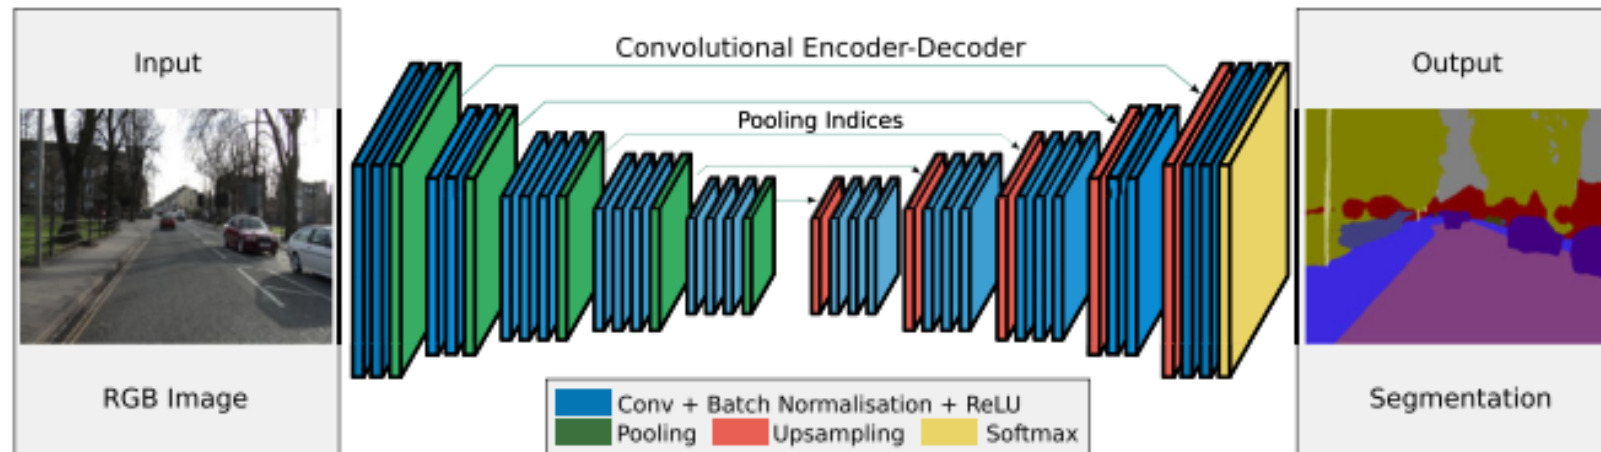 Input
Convolutional Encoder-Decoder
Output
Pooling Indices
RGB Image
Segmentation
Conv + Batch Normalisation + ReLU
Pooling Upsampling Softmax